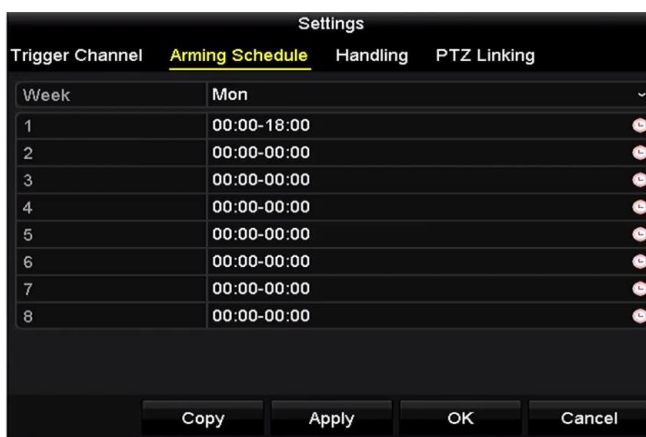 Settings
Trigger Channel Arming Schedule Handling PTZ Linking
Week Mon
1 00:00-18:00
2 00:00-00:00
3 00:00-00:00
4 00:00-00:00
5 00:00-00:00
6 00:00-00:00
7 00:00-00:00
8 00:00-00:00
Copy Apply OK Cancel